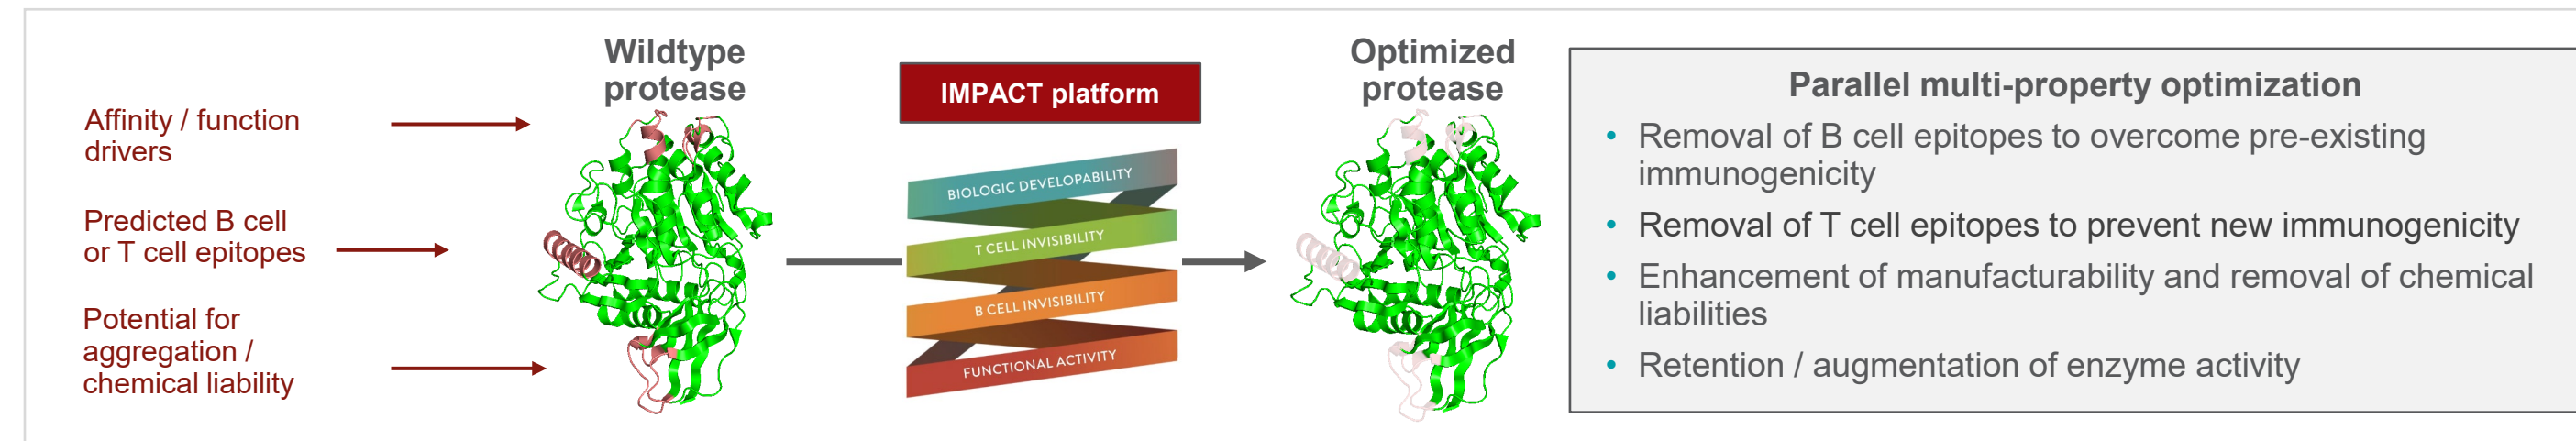 Affinity / function
drivers
Predicted B cell
or T cell epitopes
Potential for
aggregation /
chemical liability
Wildtype
protease
IMPACT platform
BIOLOGIC DEVELOPABILITY
T CELL INVISIBILITY
B CELL INVISIBILITY
FUNCTIONAL ACTIVITY
Optimized
protease
Parallel multi-property optimization
• Removal of B cell epitopes to overcome pre-existing
immunogenicity
• Removal of T cell epitopes to prevent new immunogenicity
• Enhancement of manufacturability and removal of chemical
liabilities
• Retention / augmentation of enzyme activity